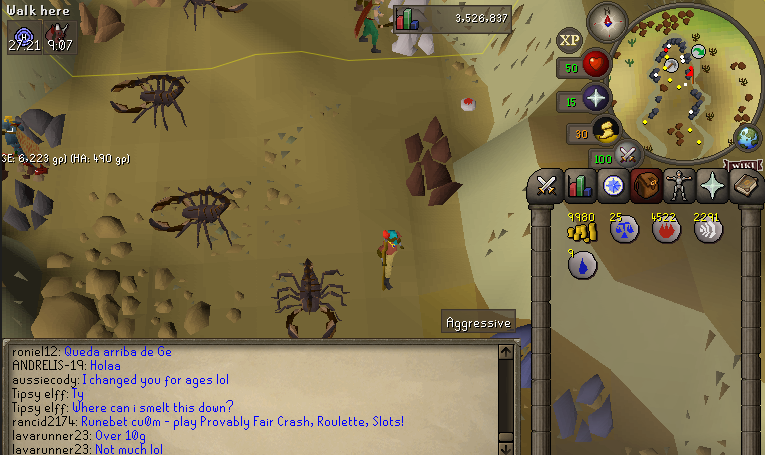 Walk here
3,526,837
27:21 9:07
XP
50
15
30
100
WIKI
GE: 6,223 gp) (HA: 490 gp)
9980 25 4522 2291
9
Aggressive
roniel12: Queda arriba de Ge
ANDRELIS-19: Holaa
aussiecody: I changed you for ages lol
Tipsy elff: Ty
Tipsy elff: Where can i smelt this down?
rancid2174: Runebet cu0m - play Provably Fair Crash, Roulette, Slots!
lavarunner23: Over 10g
lavarunner23: Not much lol